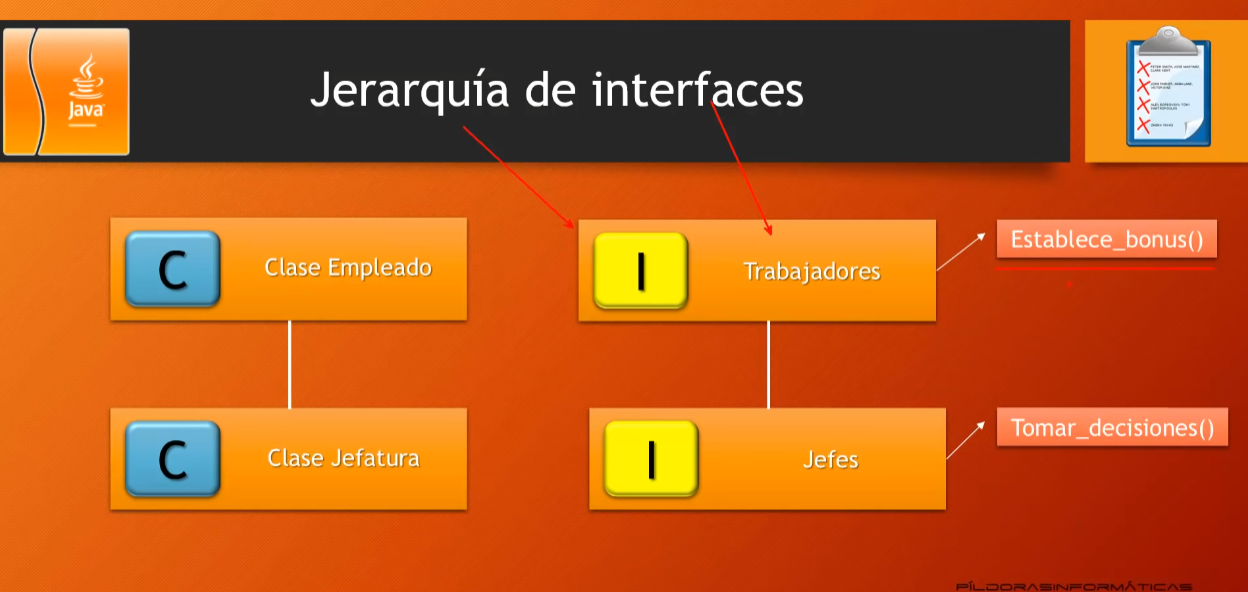 Java
Jerarquía de interfaces
C
Clase Empleado
I
Trabajadores
Establece_bonus()
C
Clase Jefatura
I
Jefes
Tomar_decisiones()
PÍLDORASINFORMÁTICAS